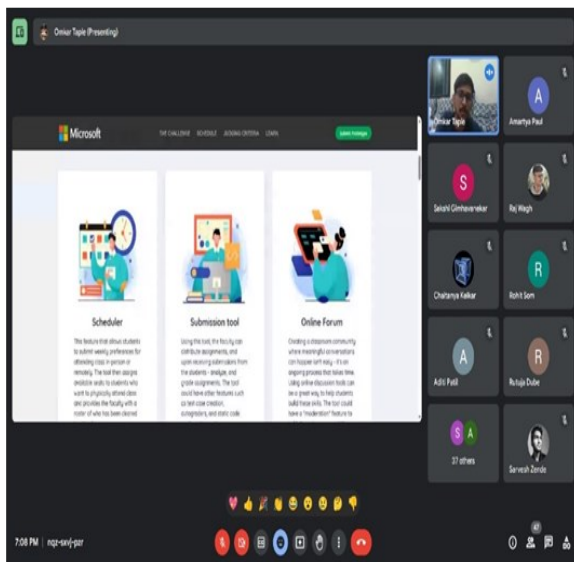 Omkar Taple (Presenting)
Microsoft
THE CHALLENGE SCHEDULE JUDGING CRITERIA LEARN
Submit Prototype
Scheduler
This feature that allows students
to submit weekly preferences for
attending class in-person or
remotely. The tool then assigns
available seats to students who
want to physically attend class
and provides the faculty with a
roster of who has been cleared
Submission tool
Using this tool, the faculty can
distribute assignments, and
upon receiving submissions from
the students - analyze, and
grade assignments. The tool
could have other features such
as test case creation,
autograders, and static code
Online Forum
Creating a classroom community
where meaningful conversations
can happen isn't easy - it's an
ongoing process that takes time.
Using online discussion tools can
be a great way to help students
build these skills. The tool could
have a "moderation" feature to
Omkar Taple
A
Amartya Paul
S
Sakshi Gimhavanekar
Raj Wagh
Chaitanya Kelkar
R
Rohit Som
A
Aditi Patil
R
Rutuja Dube
S A
37 others
Sarvesh Zende
7:08 PM | nqz-sxvj-pzr
47